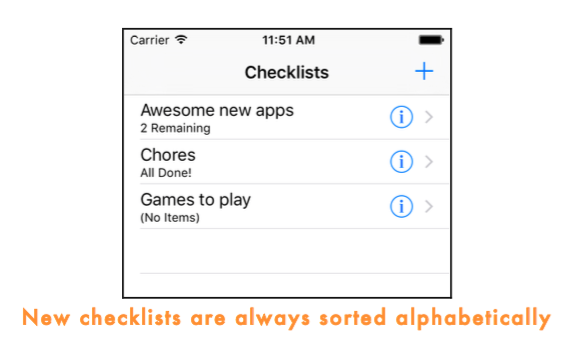 Carrier 11:51 AM
Checklists +
Awesome new apps
2 Remaining
Chores
All Done!
Games to play
(No Items)
New checklists are always sorted alphabetically